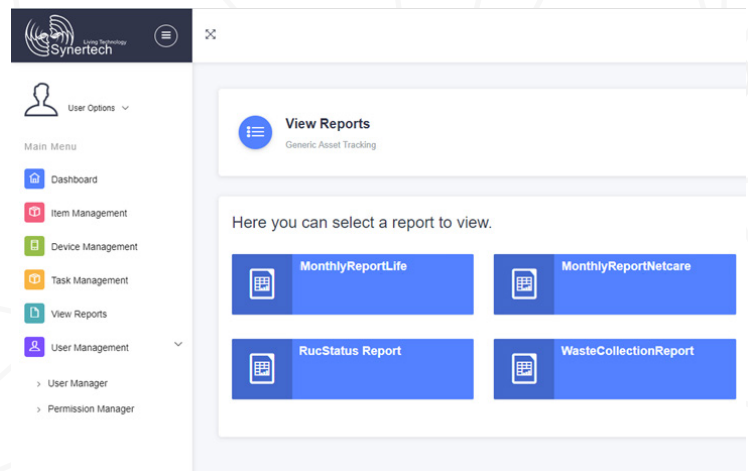 Living Technology
Synertech
User Options
Main Menu
Dashboard
Item Management
Device Management
Task Management
View Reports
User Management
User Manager
Permission Manager
View Reports
Generic Asset Tracking
Here you can select a report to view.
MonthlyReportLife
MonthlyReportNetcare
RucStatus Report
WasteCollectionReport